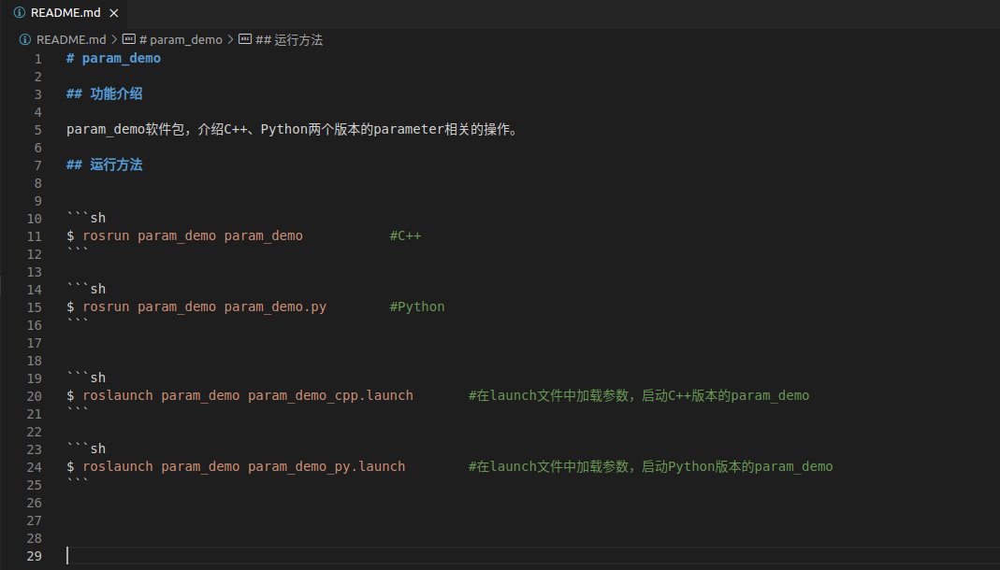 README.md
README.md > # param_demo > ## 运行方法
1 # param_demo
2
3 ## 功能介绍
4
5 param_demo软件包，介绍C++、Python两个版本的parameter相关的操作。
6
7 ## 运行方法
8
9
10 ```sh
11 $ rosrun param_demo param_demo           #C++
12 ```
13
14 ```sh
15 $ rosrun param_demo param_demo.py        #Python
16 ```
17
18
19 ```sh
20 $ roslaunch param_demo param_demo_cpp.launch       #在launch文件中加载参数，启动C++版本的param_demo
21 ```
22
23 ```sh
24 $ roslaunch param_demo param_demo_py.launch        #在launch文件中加载参数，启动Python版本的param_demo
25 ```
26
27
28
29